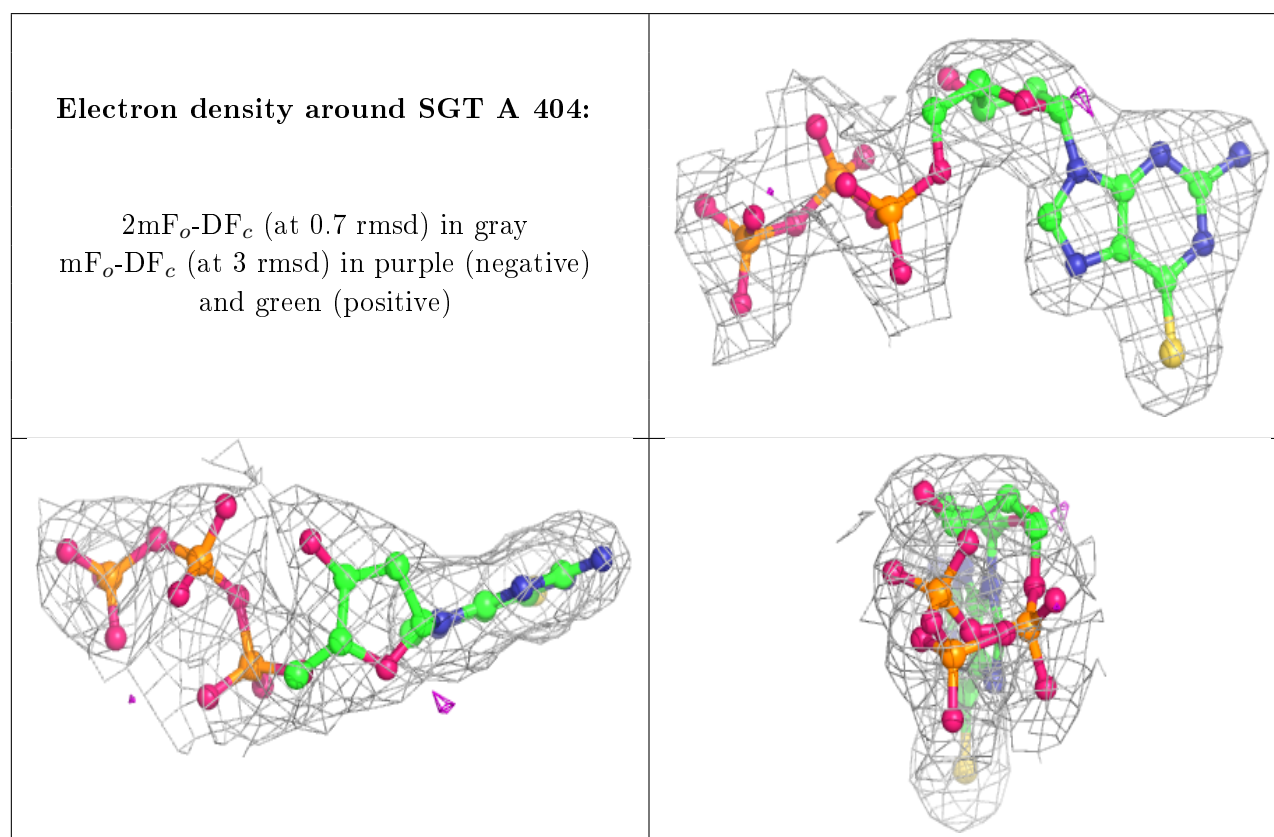 Electron density around SGT A 404:
2mFo-DFc (at 0.7 rmsd) in gray
mFo-DFc (at 3 rmsd) in purple (negative)
and green (positive)